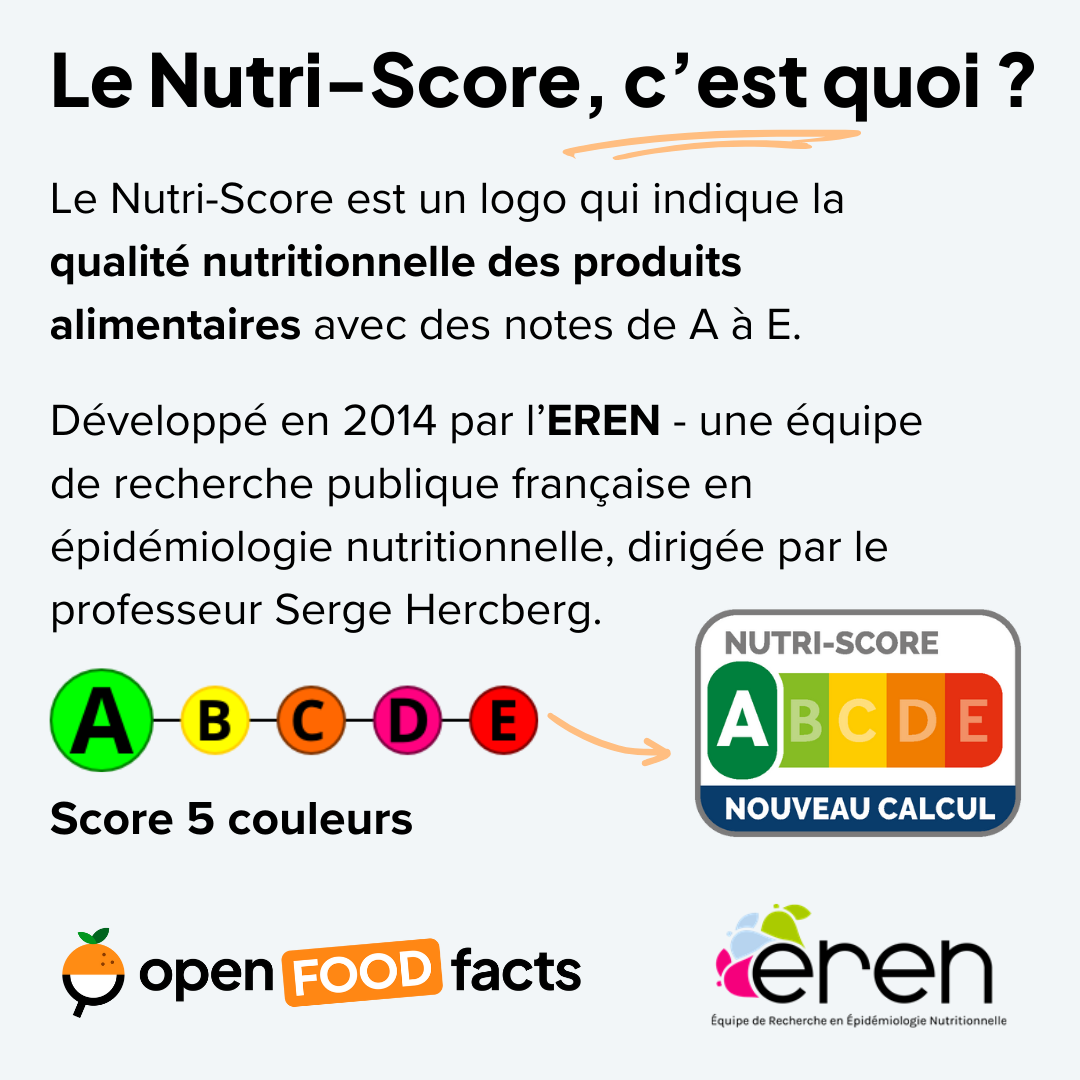 Le Nutri-Score, c’est quoi ?
Le Nutri-Score est un logo qui indique la
qualité nutritionnelle des produits
alimentaires avec des notes de A à E.
Développé en 2014 par l’EREN - une équipe
de recherche publique française en
épidémiologie nutritionnelle, dirigée par le
professeur Serge Hercberg.
A B C D E
Score 5 couleurs
NUTRI-SCORE
A B C D E
NOUVEAU CALCUL
open FOOD facts
eren
Équipe de Recherche en Épidémiologie Nutritionnelle